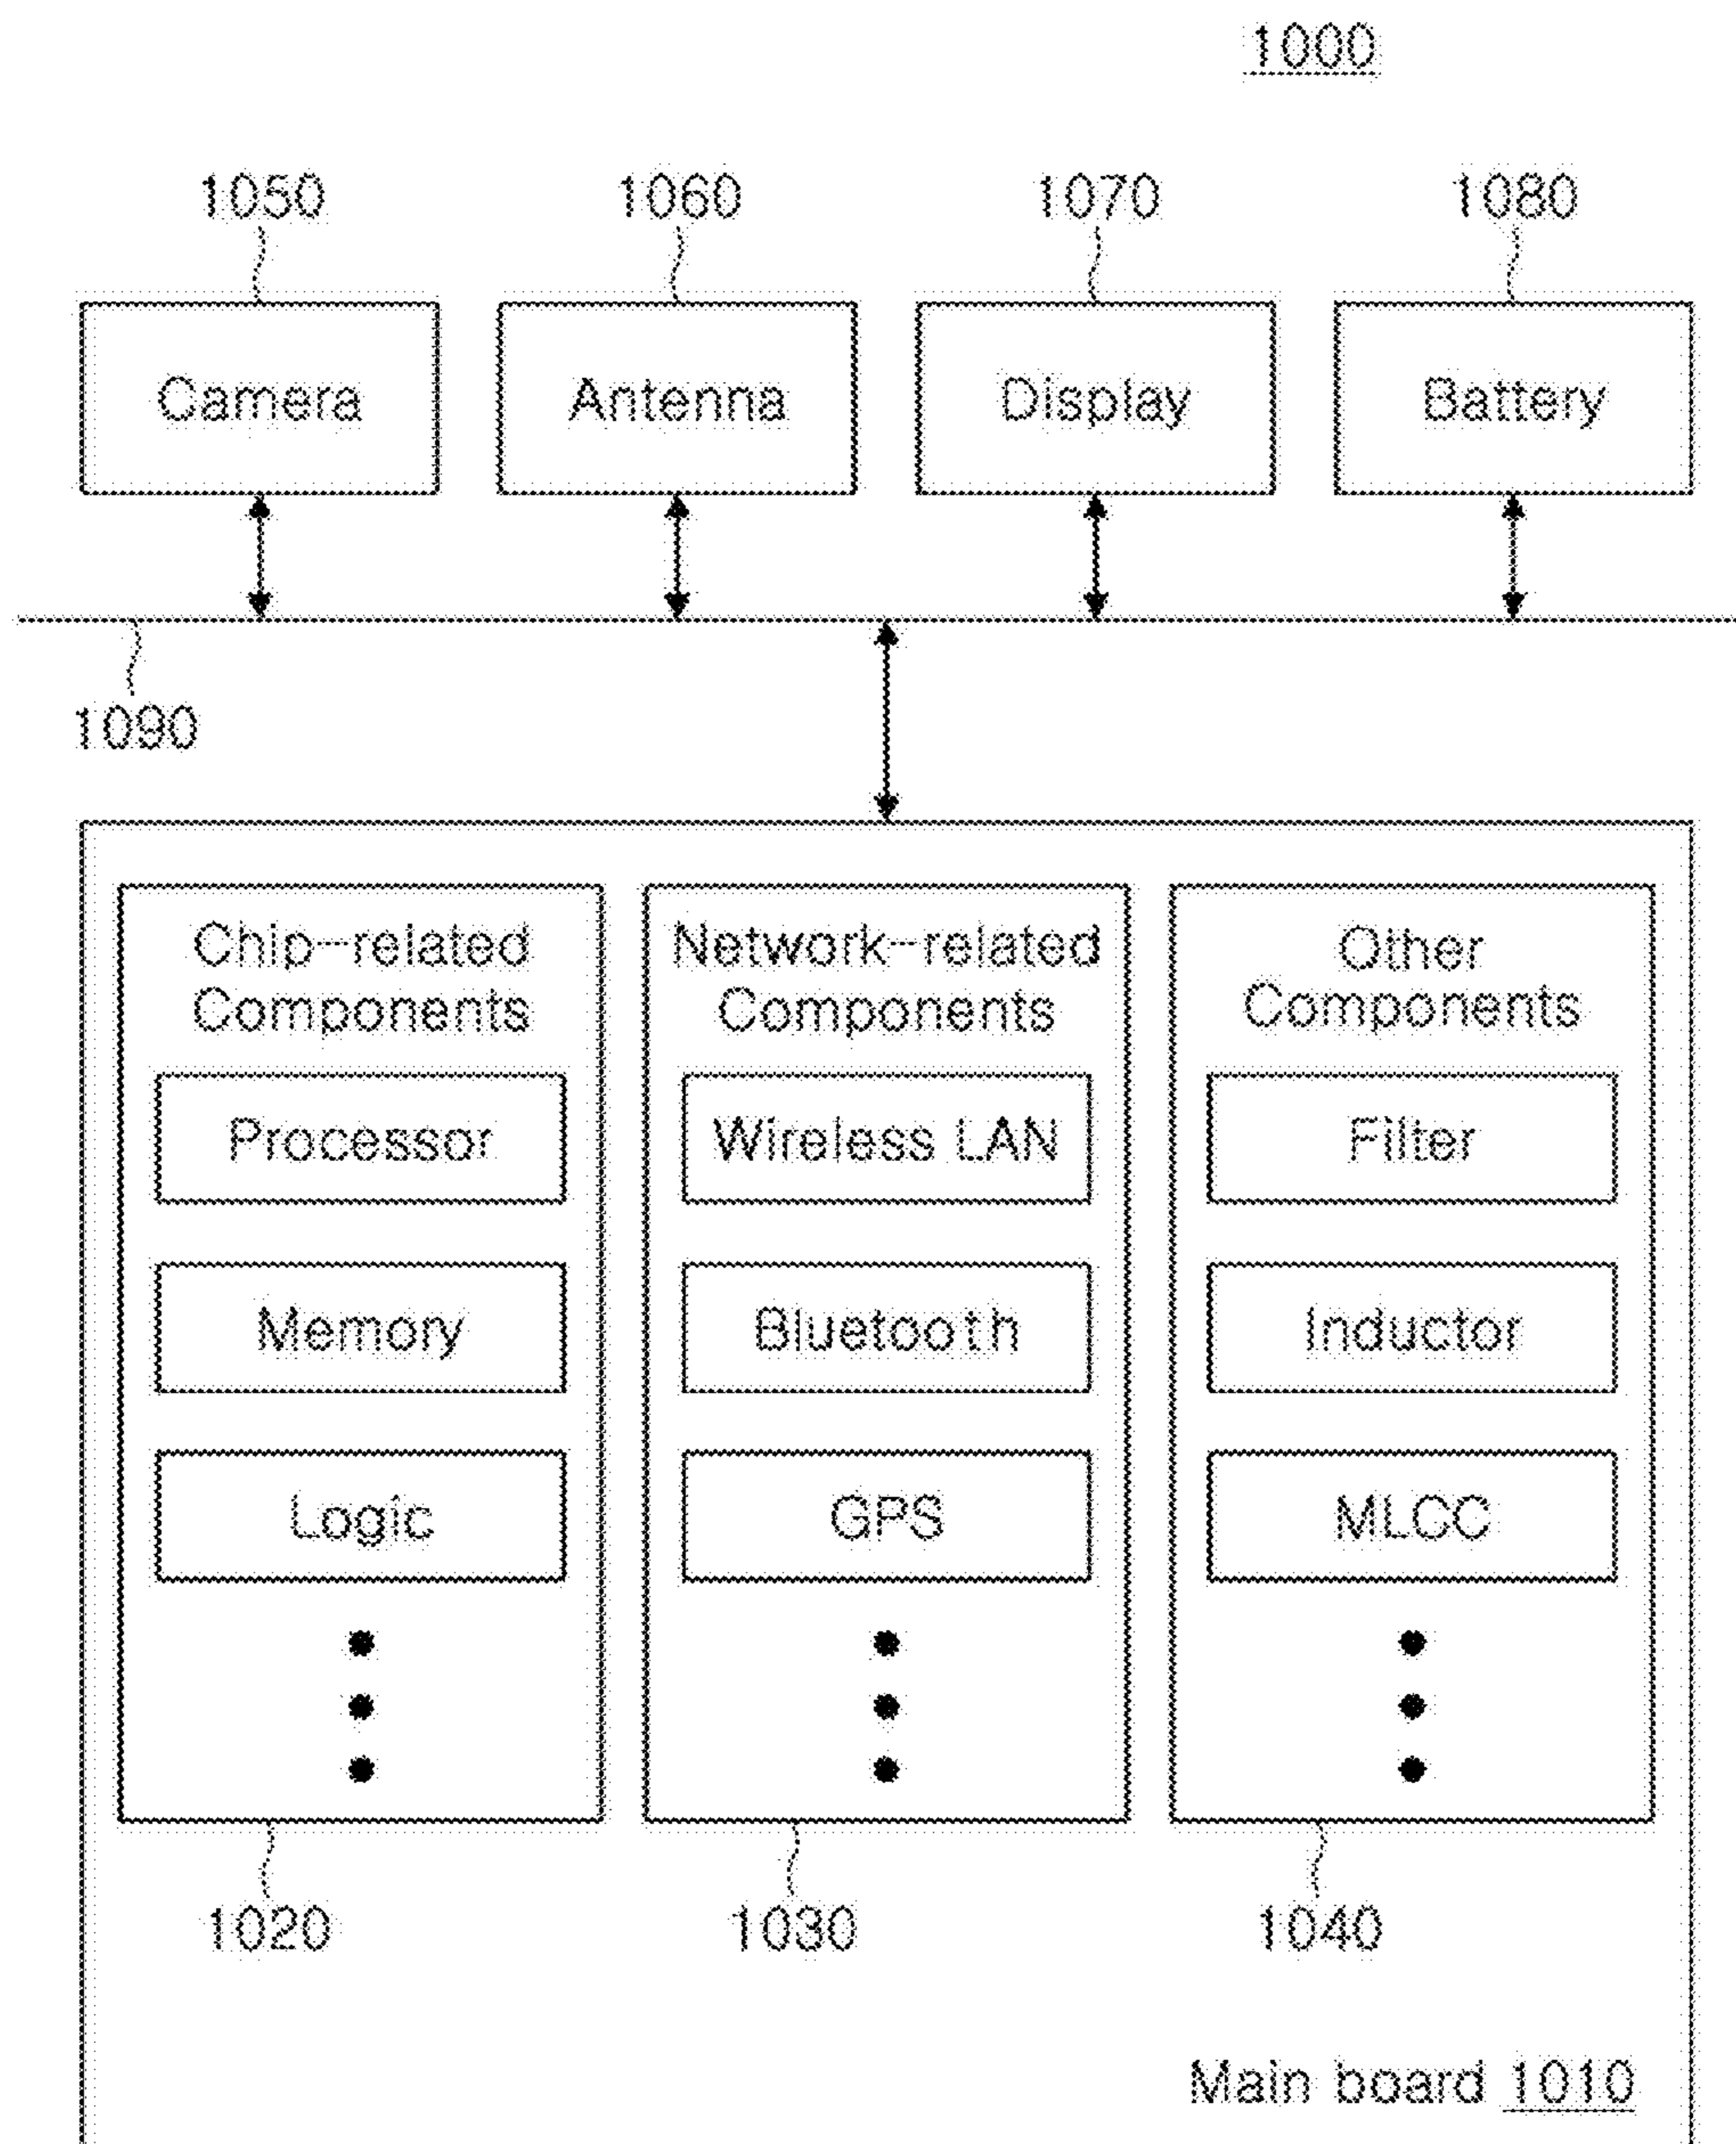 1000
1050
1060
1070
1080
Camera
Antenna
Display
Battery
1090
Chip-related
Components
Processor
Memory
Logic
1020
Network-related
Components
Wireless LAN
Bluetooth
GPS
1030
Other
Components
Filter
Inductor
MLCC
1040
Main board 1010